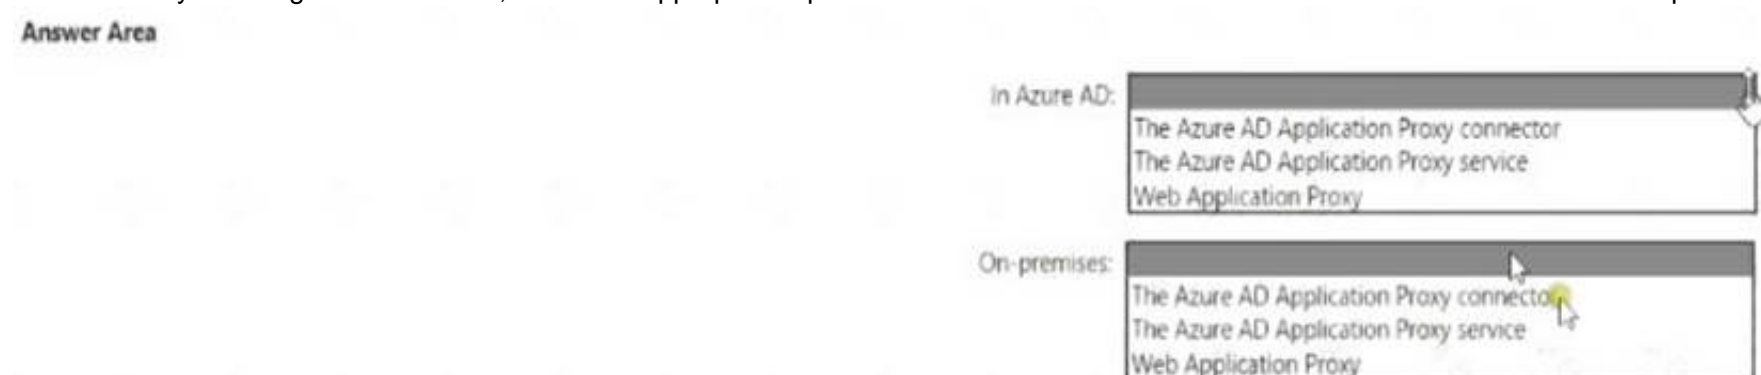 Answer Area
In Azure AD:
The Azure AD Application Proxy connector
The Azure AD Application Proxy service
Web Application Proxy
On-premises:
The Azure AD Application Proxy connector
The Azure AD Application Proxy service
Web Application Proxy